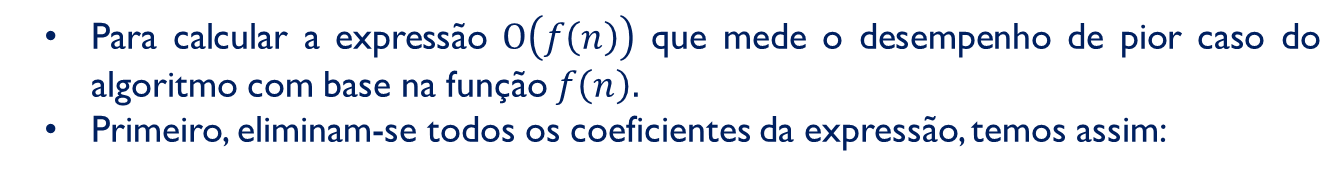 • Para calcular a expressão O(f(n)) que mede o desempenho de pior caso do
algoritmo com base na função f(n).
• Primeiro, eliminam-se todos os coeficientes da expressão, temos assim: